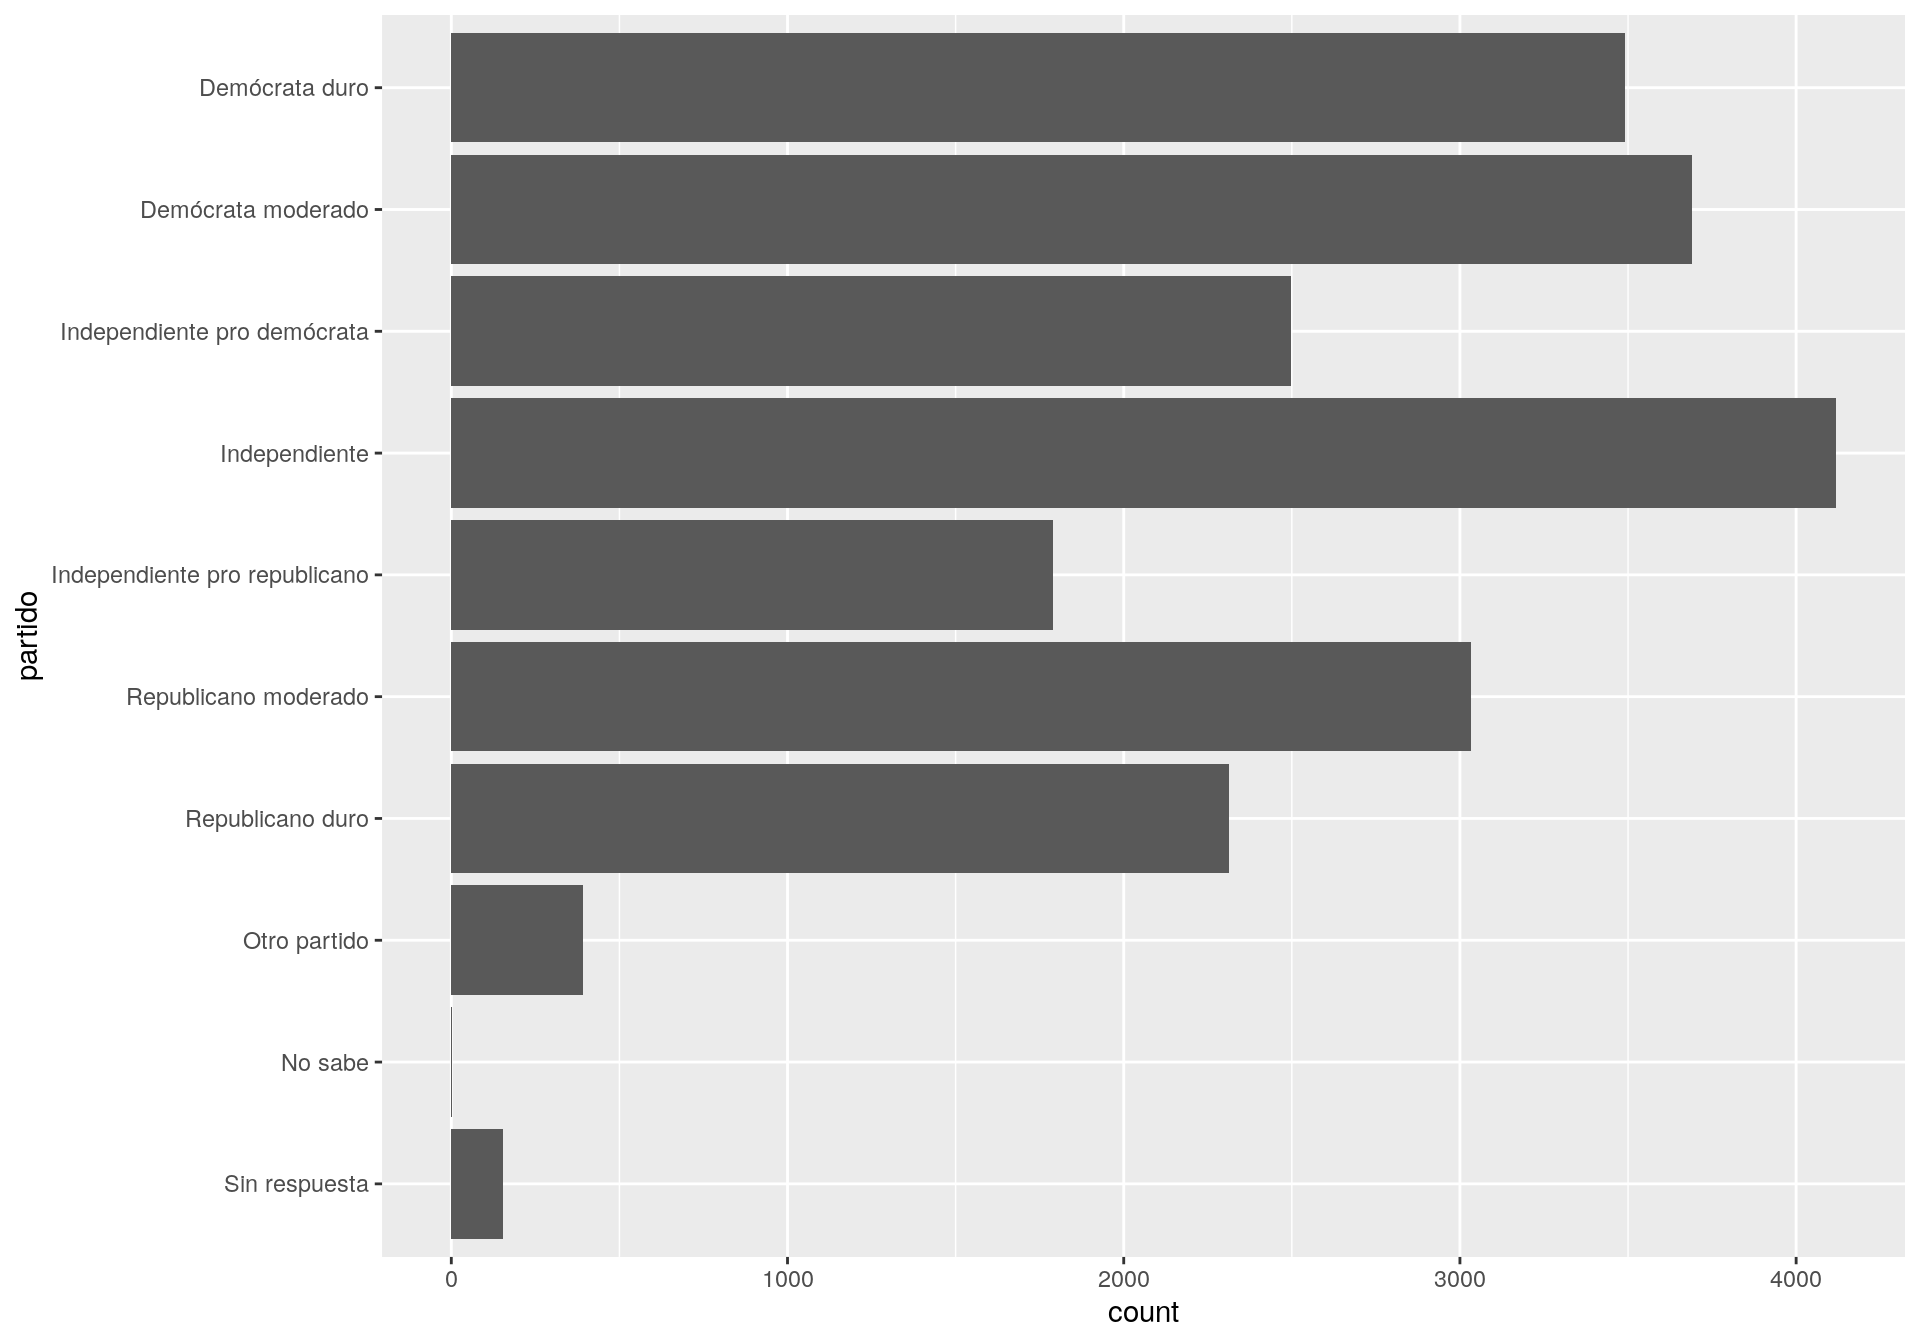 Demócrata duro
Demócrata moderado
Independiente pro demócrata
Independiente
Independiente pro republicano
Republicano moderado
Republicano duro
Otro partido
No sabe
Sin respuesta
partido
0 1000 2000 3000 4000
count